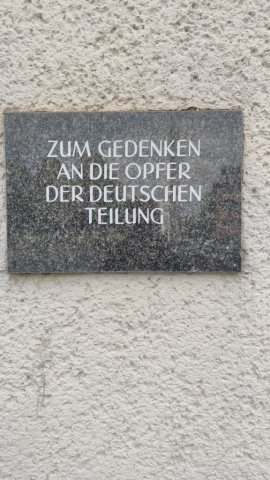 ZUM GEDENKEN
AN DIE OPFER
DER DEUTSCHEN
TEILUNG